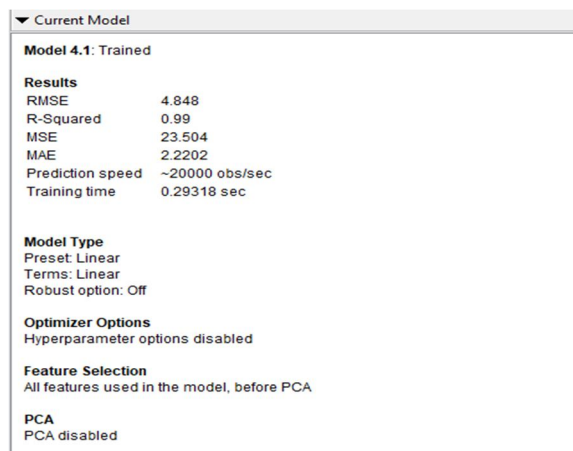 Current Model
Model 4.1: Trained
Results
RMSE 4.848
R-Squared 0.99
MSE 23.504
MAE 2.2202
Prediction speed ~20000 obs/sec
Training time 0.29318 sec
Model Type
Preset: Linear
Terms: Linear
Robust option: Off
Optimizer Options
Hyperparameter options disabled
Feature Selection
All features used in the model, before PCA
PCA
PCA disabled